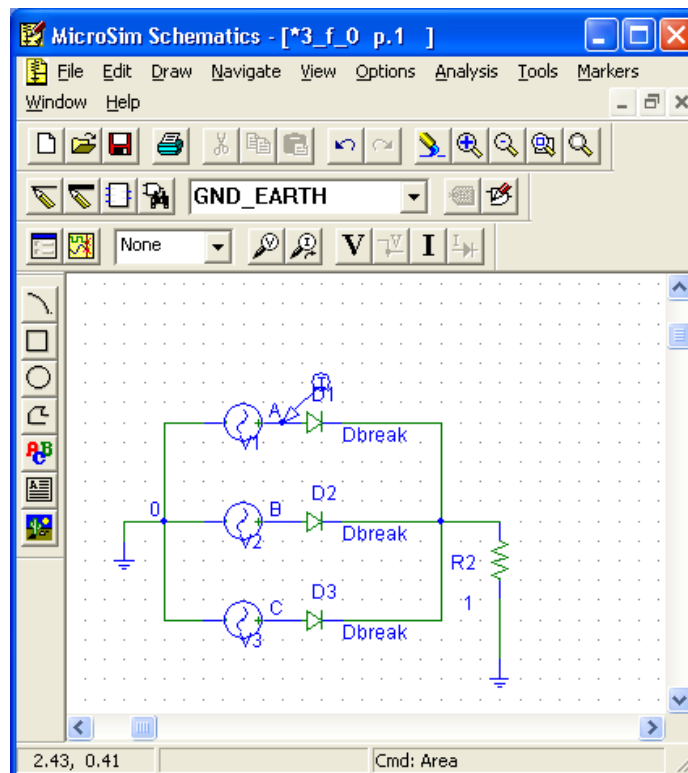 MicroSim Schematics - [*3_f_0 p.1 ]
File Edit Draw Navigate View Options Analysis Tools Markers
Window Help
GND_EARTH
None V V I I
A D1
V1 Dbreak
0 B D2
V2 Dbreak
R2
C D3 1
V3 Dbreak
2.43, 0.41 Cmd: Area